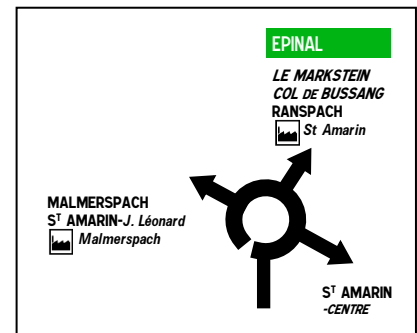 EPINAL
LE MARKSTEIN
COL DE BUSSANG
RANSPACH
St Amarin
MALMERSPACH
Sᵀ AMARIN-J. Léonard
Malmerspach
Sᵀ AMARIN
-CENTRE